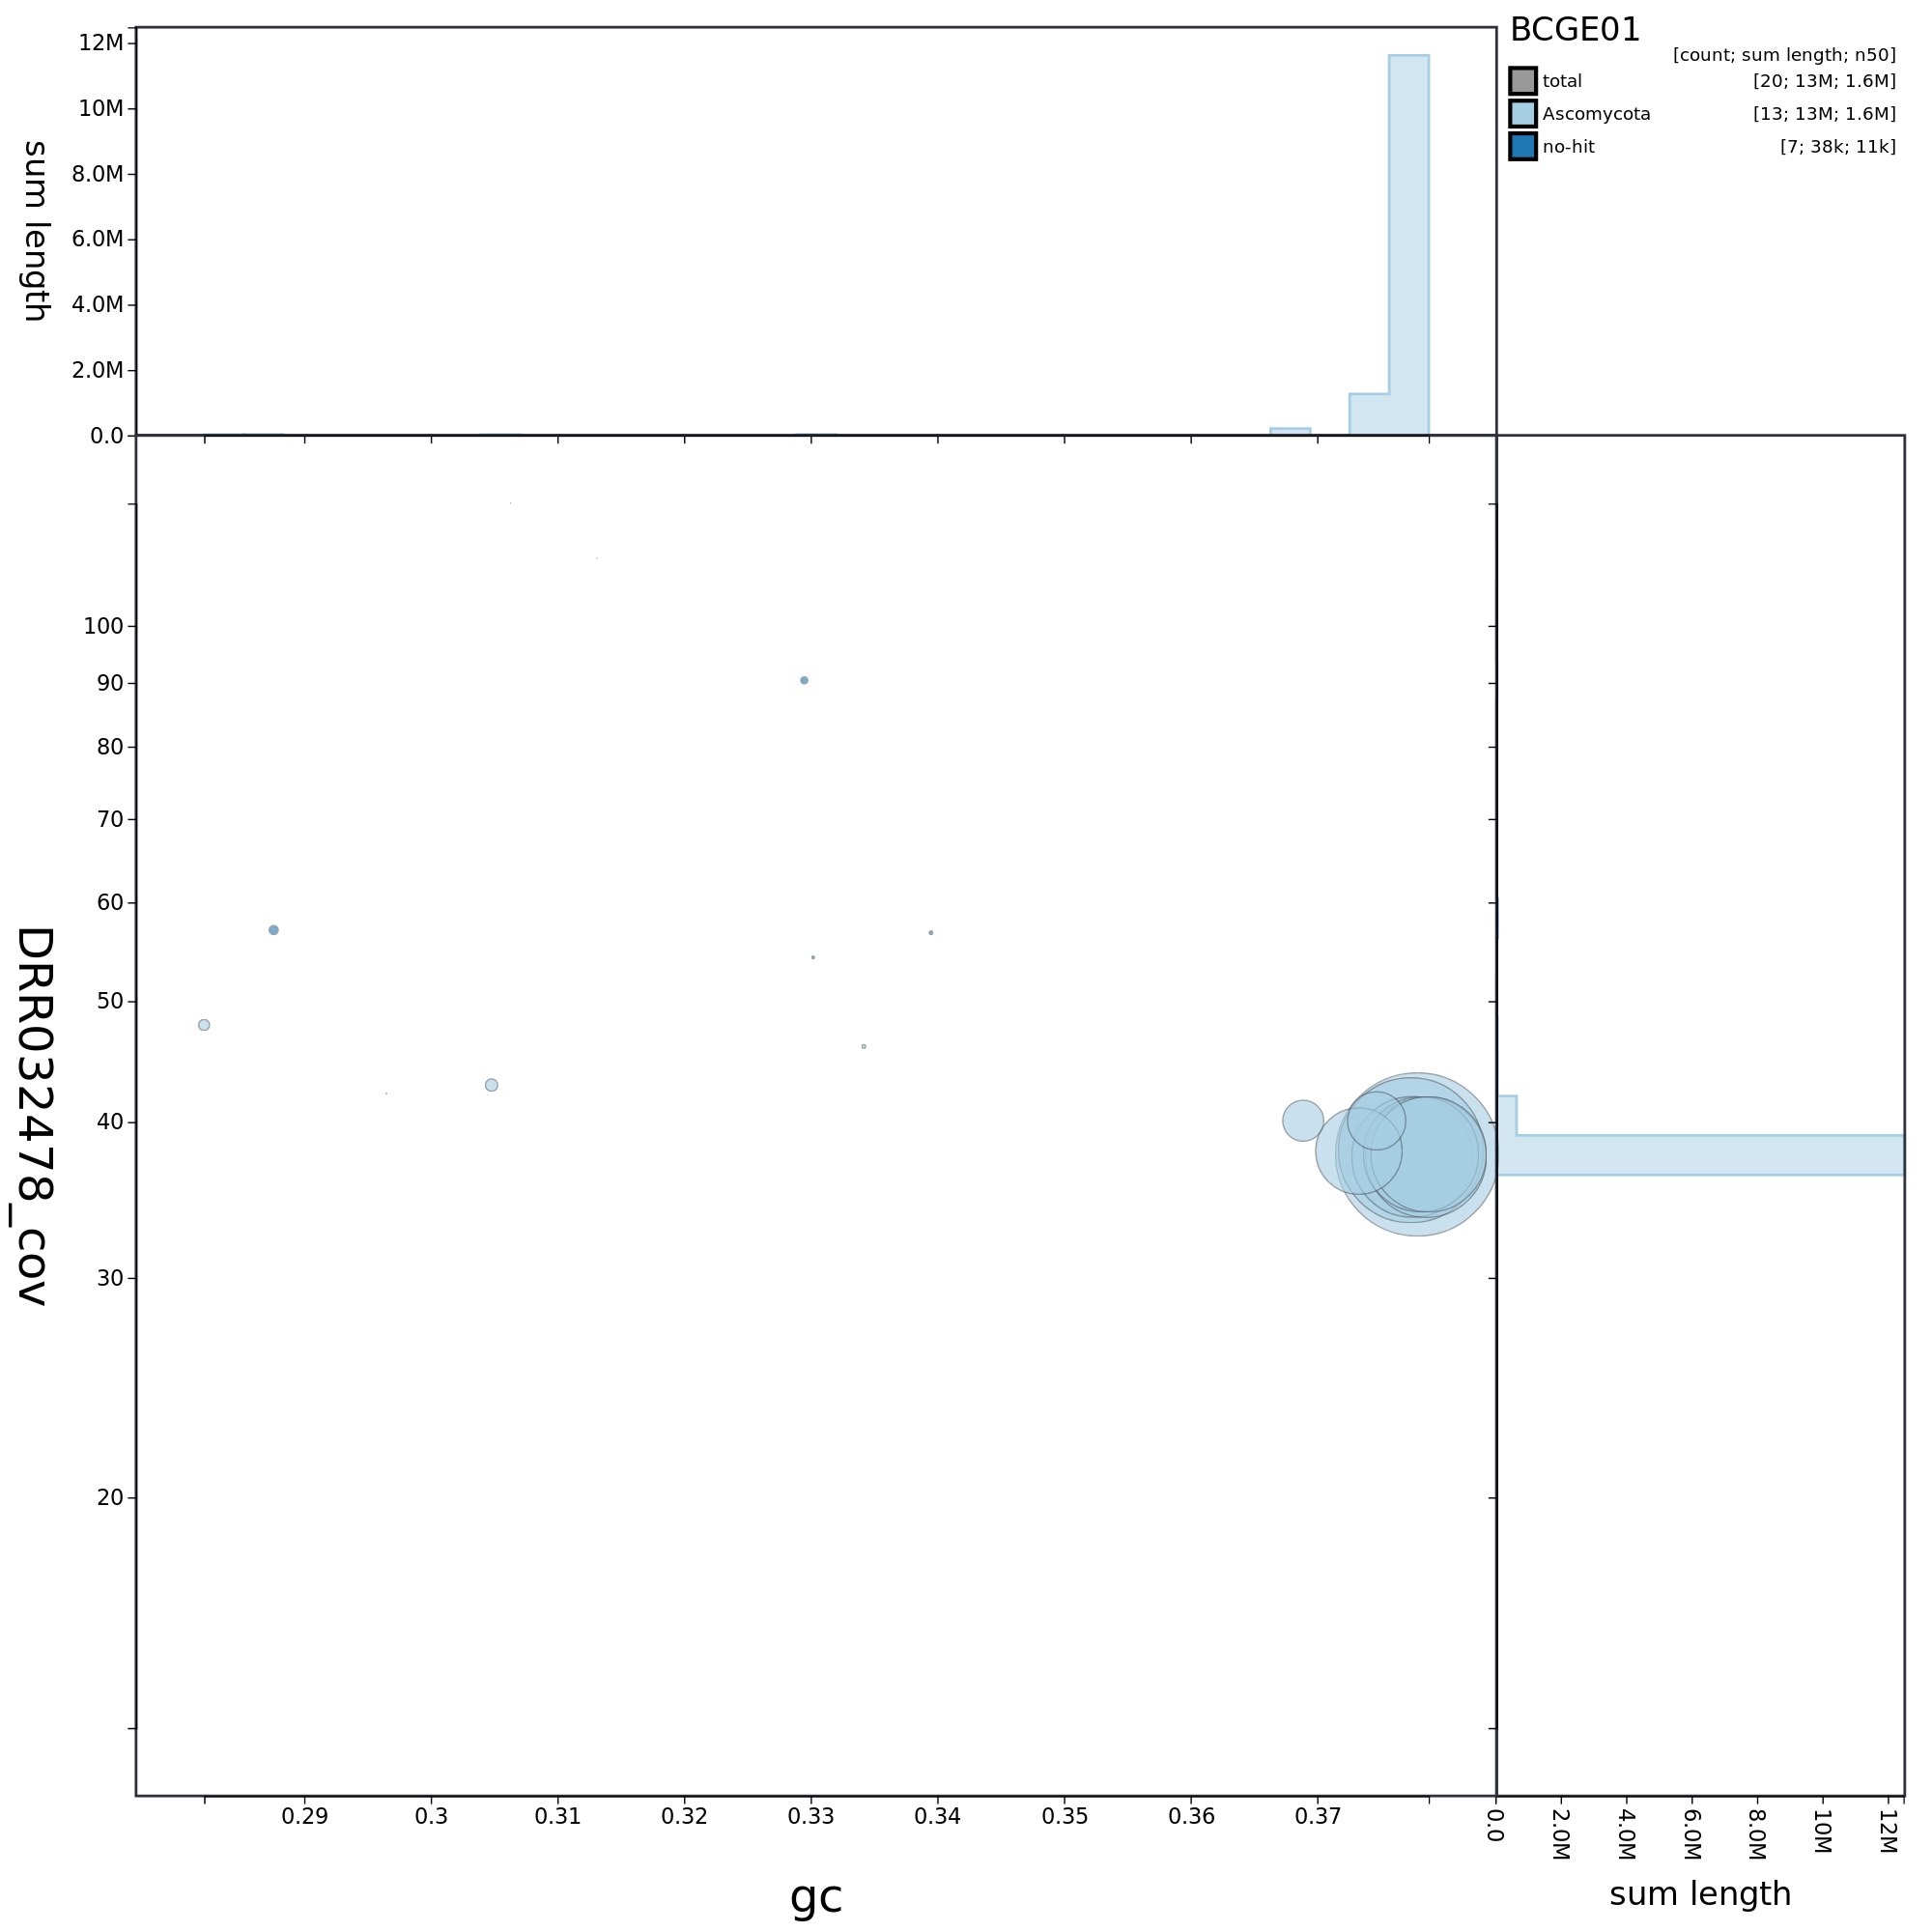 BCGE01
[count; sum length; n50]
total [20; 13M; 1.6M]
Ascomycota [13; 13M; 1.6M]
no-hit [7; 38k; 11k]
sum length
12M
10M
8.0M
6.0M
4.0M
2.0M
0.0
DRR032478_cov
100
90
80
70
60
50
40
30
20
0.29 0.3 0.31 0.32 0.33 0.34 0.35 0.36 0.37
gc
0.0 2.0M 4.0M 6.0M 8.0M 10M 12M
sum length